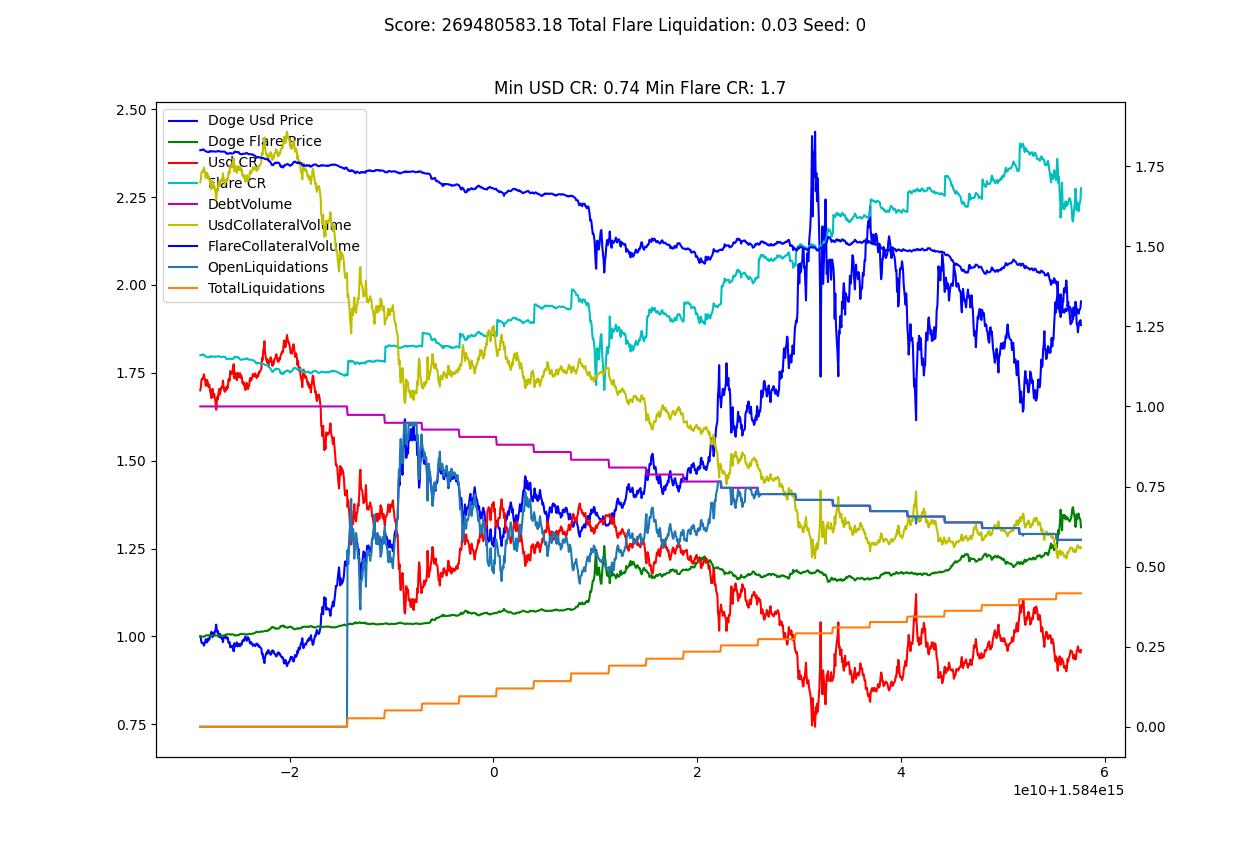 Score: 269480583.18 Total Flare Liquidation: 0.03 Seed: 0
Min USD CR: 0.74 Min Flare CR: 1.7
2.50
2.25
2.00
1.75
1.50
1.25
1.00
0.75
Doge Usd Price
Doge Flare Price
Usd CR
Flare CR
DebtVolume
UsdCollateralVolume
FlareCollateralVolume
OpenLiquidations
TotalLiquidations
1.75
1.50
1.25
1.00
0.75
0.50
0.25
0.00
−2
0
2
4
6
1e10+1.584e15